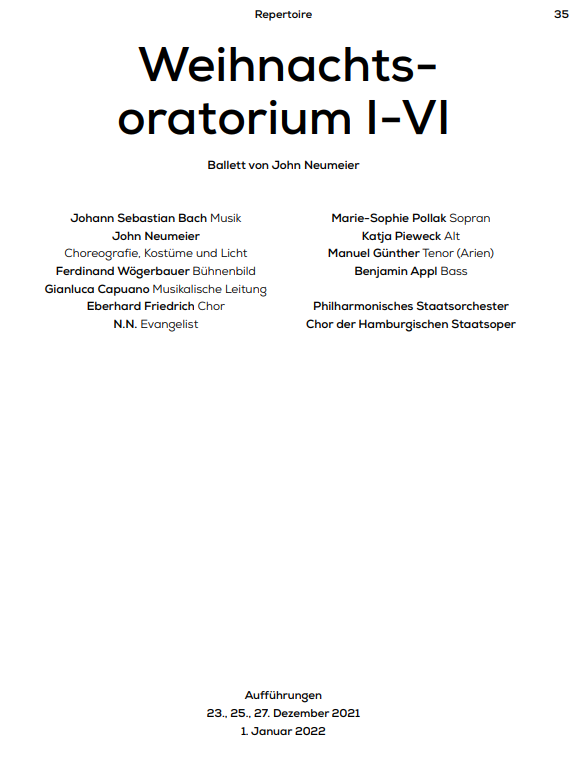 Repertoire
35
Weihnachts-
oratorium I-VI
Ballett von John Neumeier
Johann Sebastian Bach Musik
John Neumeier
Choreografie, Kostüme und Licht
Ferdinand Wögerbauer Bühnenbild
Gianluca Capuano Musikalische Leitung
Eberhard Friedrich Chor
N.N. Evangelist
Marie-Sophie Pollak Sopran
Katja Pieweck Alt
Manuel Günther Tenor (Arien)
Benjamin Appl Bass
Philharmonisches Staatsorchester
Chor der Hamburgischen Staatsoper
Aufführungen
23., 25., 27. Dezember 2021
1. Januar 2022